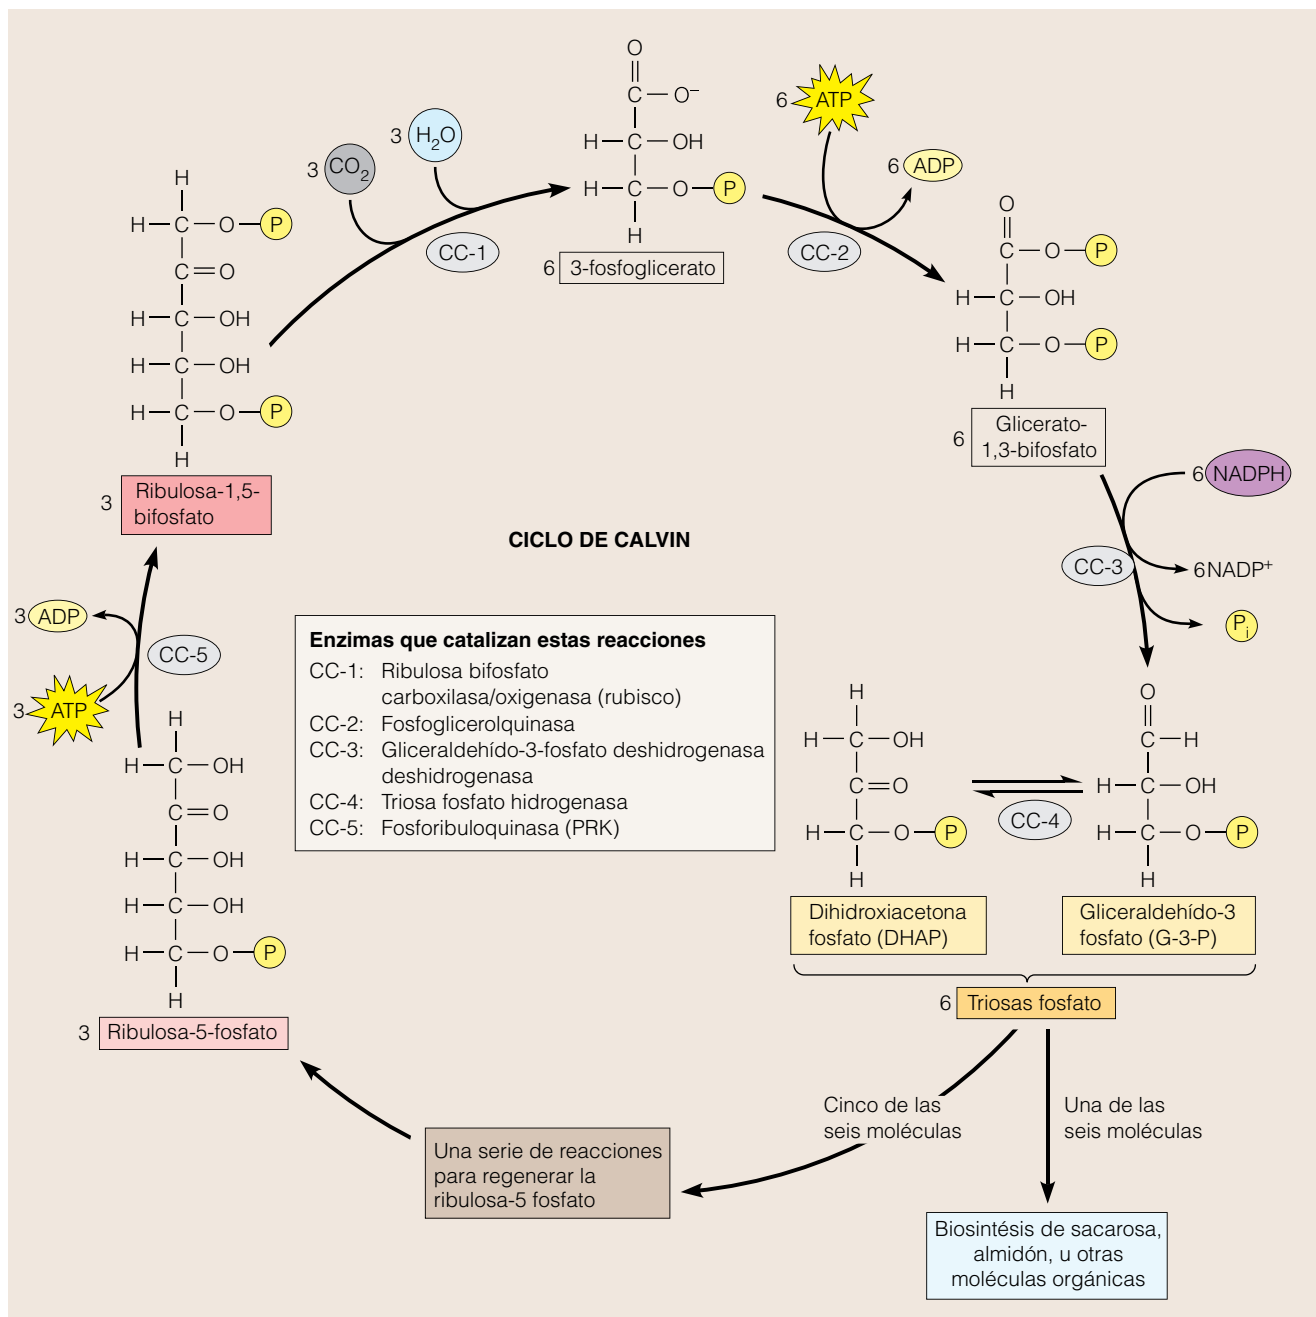 O
C
O⁻
H
C
OH
H
C
O
P
H
6 3-fosfoglicerato
3 CO₂
3 H₂O
CC-1
6 ATP
6 ADP
CC-2
H
H
C
O
P
C
O
H
C
OH
H
C
OH
H
C
O
P
H
3 Ribulosa-1,5-
bifosfato
O
C
O
P
H
C
OH
H
C
O
P
H
6 Glicerato-
1,3-bifosfato
6 NADPH
CC-3
6NADP⁺
Pᵢ
CICLO DE CALVIN
3 ADP
CC-5
3 ATP
Enzimas que catalizan estas reacciones
CC-1: Ribulosa bifosfato
carboxilasa/oxigenasa (rubisco)
CC-2: Fosfoglicerolquinasa
CC-3: Gliceraldehído-3-fosfato deshidrogenasa
deshidrogenasa
CC-4: Triosa fosfato hidrogenasa
CC-5: Fosforibuloquinasa (PRK)
H
H
C
OH
C
O
H
C
OH
H
C
OH
H
C
O
P
H
3 Ribulosa-5-fosfato
H
H
C
OH
C
O
H
C
O
P
H
Dihidroxiacetona
fosfato (DHAP)
CC-4
O
C
H
H
C
OH
H
C
O
P
H
Gliceraldehído-3
fosfato (G-3-P)
6 Triosas fosfato
Cinco de las
seis moléculas
Una de las
seis moléculas
Una serie de reacciones
para regenerar la
ribulosa-5 fosfato
Biosintésis de sacarosa,
almidón, u otras
moléculas orgánicas